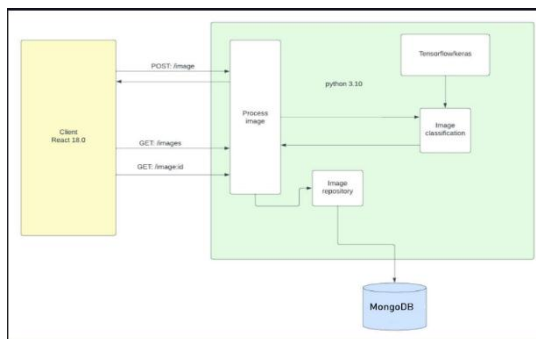 POST: /image
Client
React 18.0
GET: /images
GET: /image:id
Process
image
python 3.10
Tensorflow/keras
Image
classification
Image
repository
MongoDB